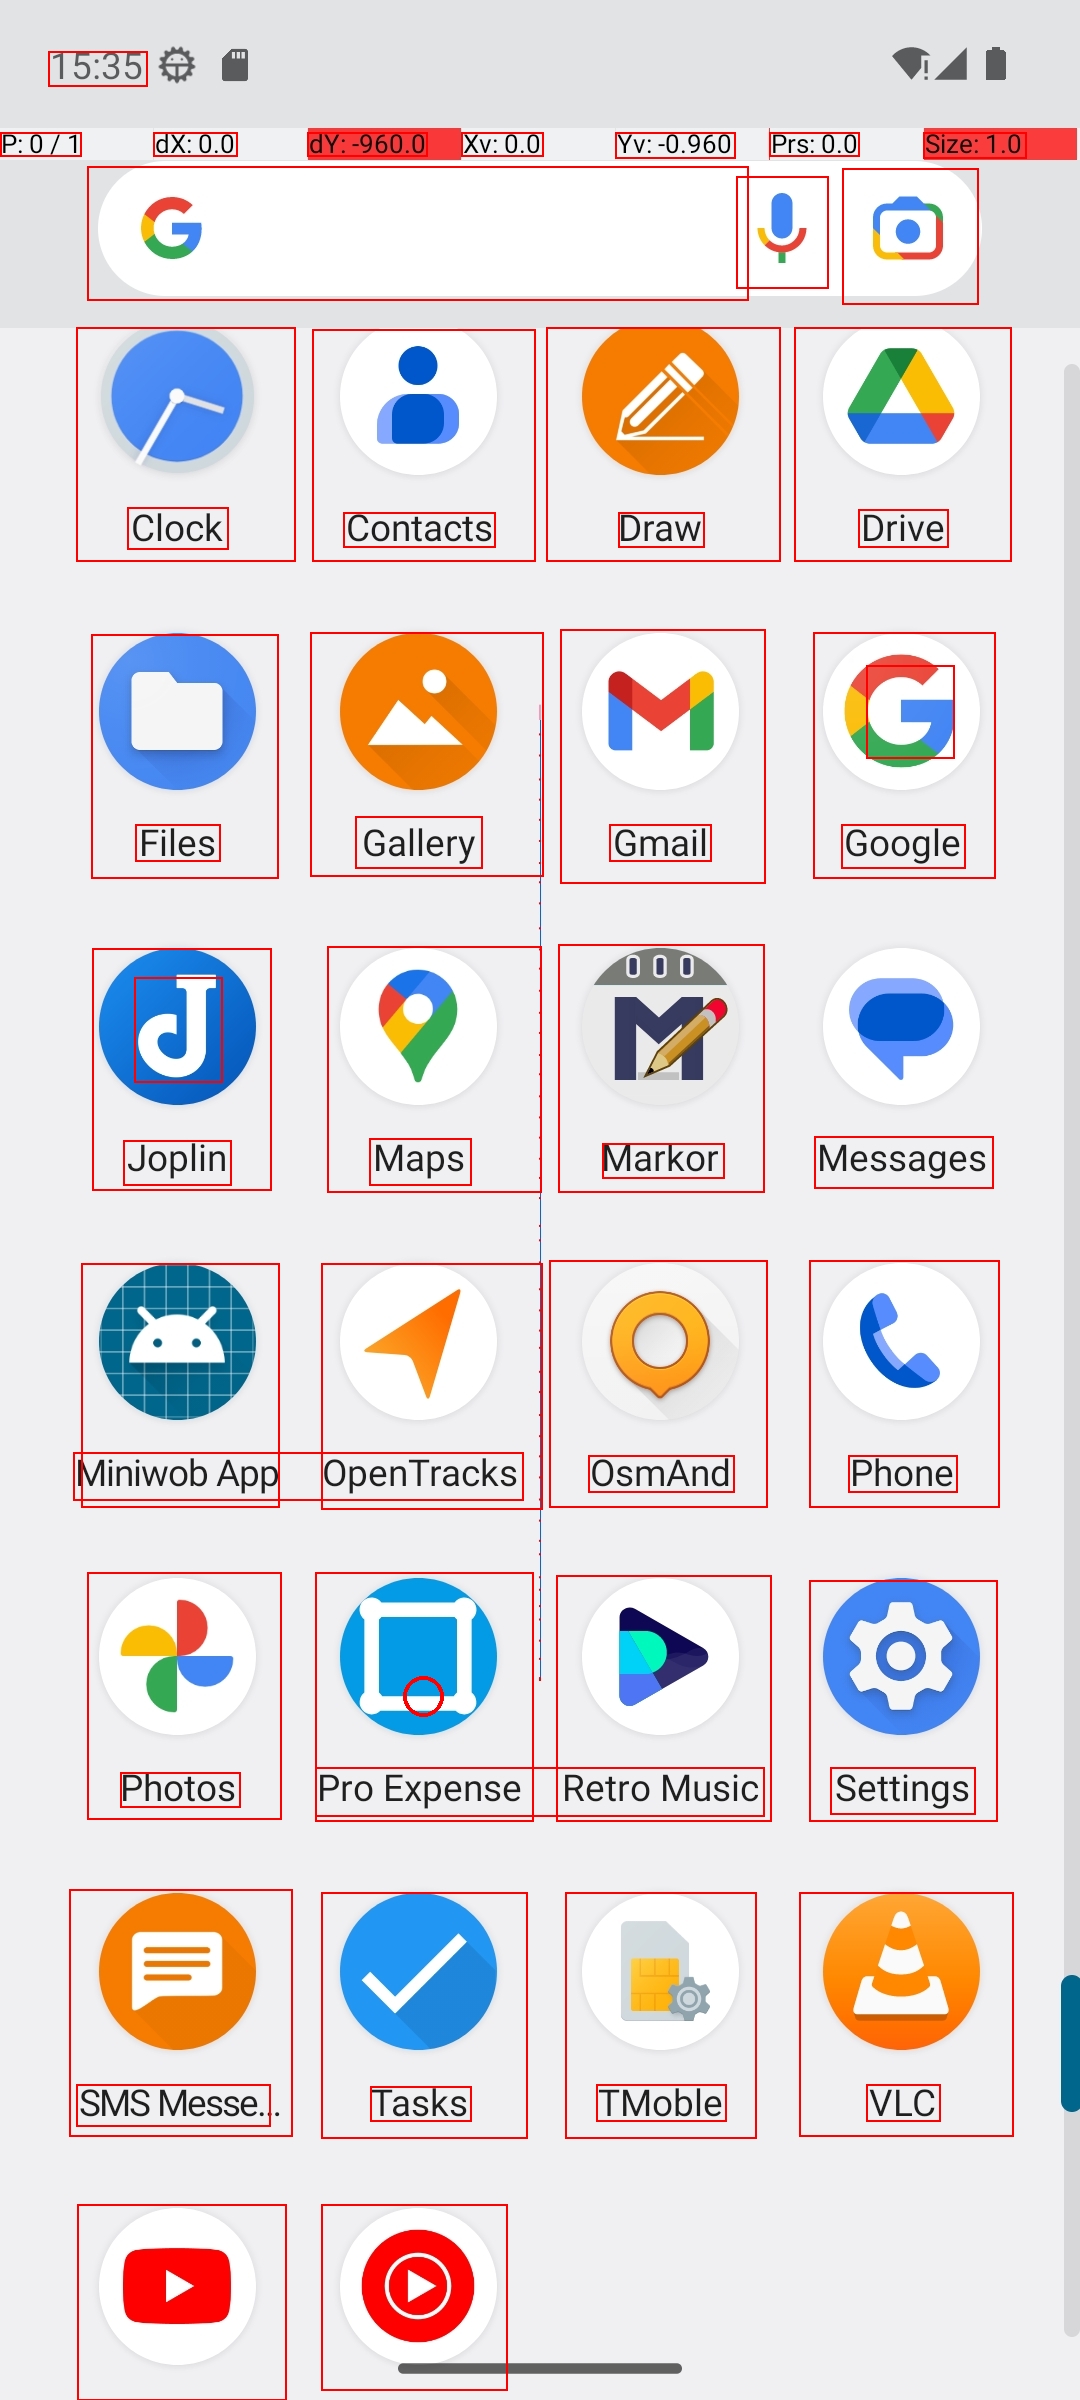 15:35
P: 0 / 1 dX: 0.0 dY: -960.0 Xv: 0.0 Yv: -0.960 Prs: 0.0 Size: 1.0
Clock Contacts Draw Drive
Files Gallery Gmail Google
Joplin Maps Markor Messages
Miniwob App OpenTracks OsmAnd Phone
Photos Pro Expense Retro Music Settings
SMS Messe... Tasks TMoble VLC